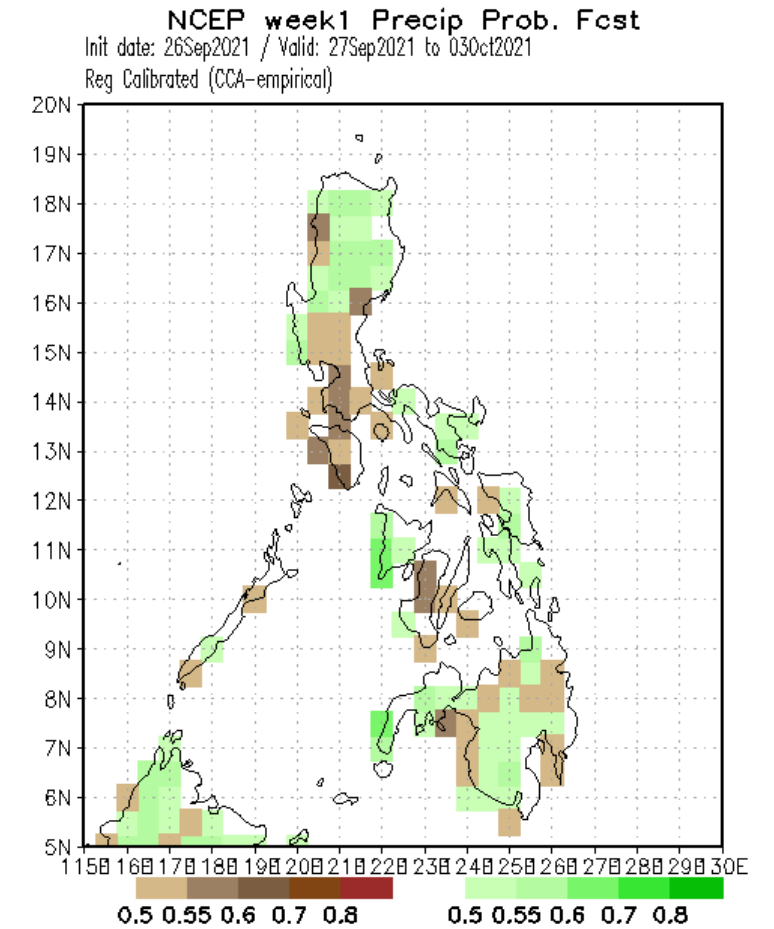 NCEP week1 Precip Prob. Fcst
Init date: 26Sep2021 / Valid: 27Sep2021 to 03Oct2021
Reg Calibrated (CCA-empirical)
20N
19N
18N
17N
16N
15N
14N
13N
12N
11N
10N
9N
8N
7N
6N
5N
115E 116E 117E 118E 119E 120E 121E 122E 123E 124E 125E 126E 127E 128E 129E 130E
0.5 0.55 0.6 0.7 0.8 0.5 0.55 0.6 0.7 0.8